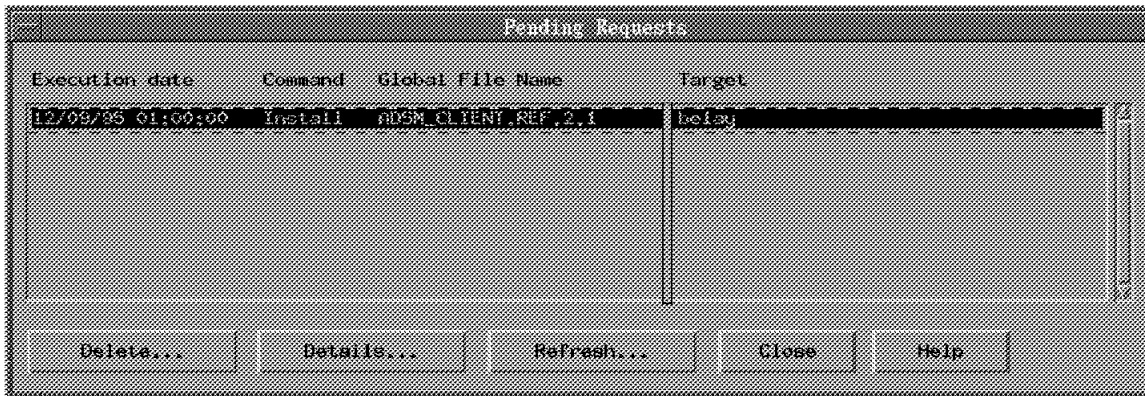 Pending Requests
Execution date Command Global File Name Target
12/09/95 01:00:00 Install ADSM_CLIENT.REF.2.1 belay
Delete... Details... Refresh... Close Help